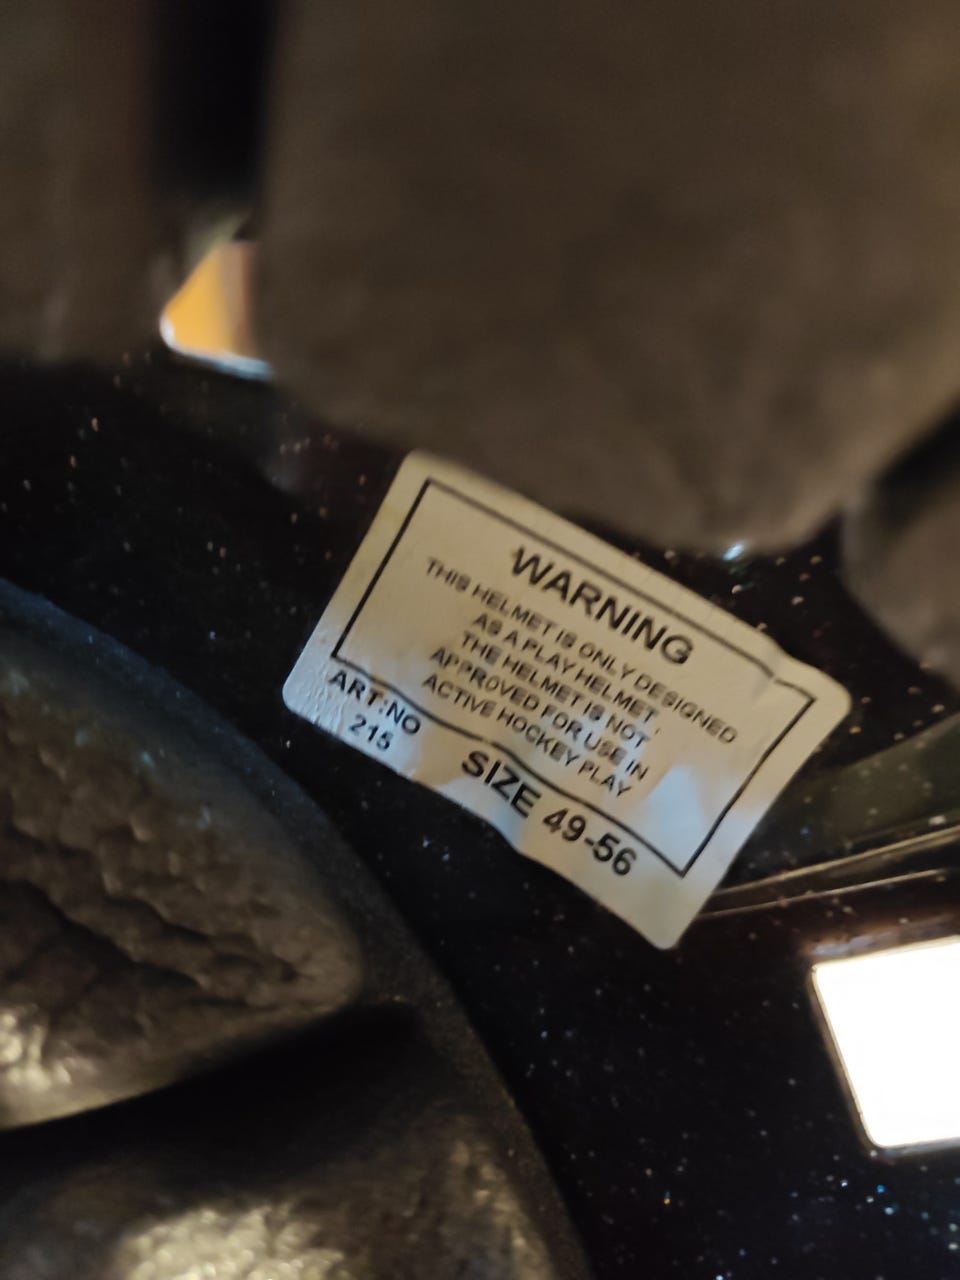 WARNING
THIS HELMET IS ONLY DESIGNED
AS A PLAY HELMET
THE HELMET IS NOT
APPROVED FOR USE IN
ACTIVE HOCKEY PLAY
ART:NO
215
SIZE 49-56